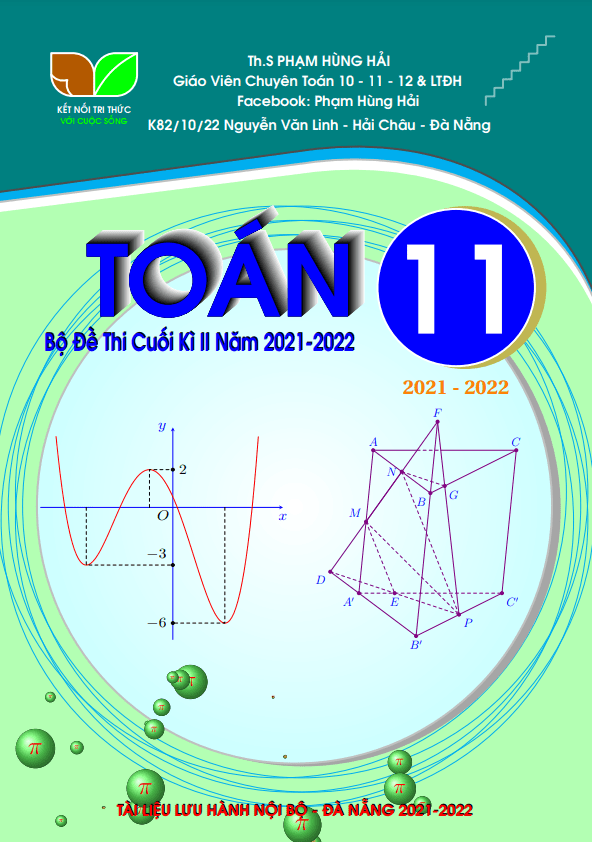 Th.S PHẠM HÙNG HẢI
Giáo Viên Chuyên Toán 10 - 11 - 12 & LTĐH
Facebook: Phạm Hùng Hải
K82/10/22 Nguyễn Văn Linh - Hải Châu - Đà Nẵng
KẾT NỐI TRI THỨC
VỚI CUỘC SỐNG
TOÁN 11
Bộ Đề Thi Cuối Kì II Năm 2021-2022
2021 - 2022
y
2
O
x
−3
−6
F
A
C
N
B
G
M
D
A'
E
C'
P
B'
π
π
π
π
π
π
π
π
π
TÀI LIỆU LƯU HÀNH NỘI BỘ - ĐÀ NẴNG 2021-2022